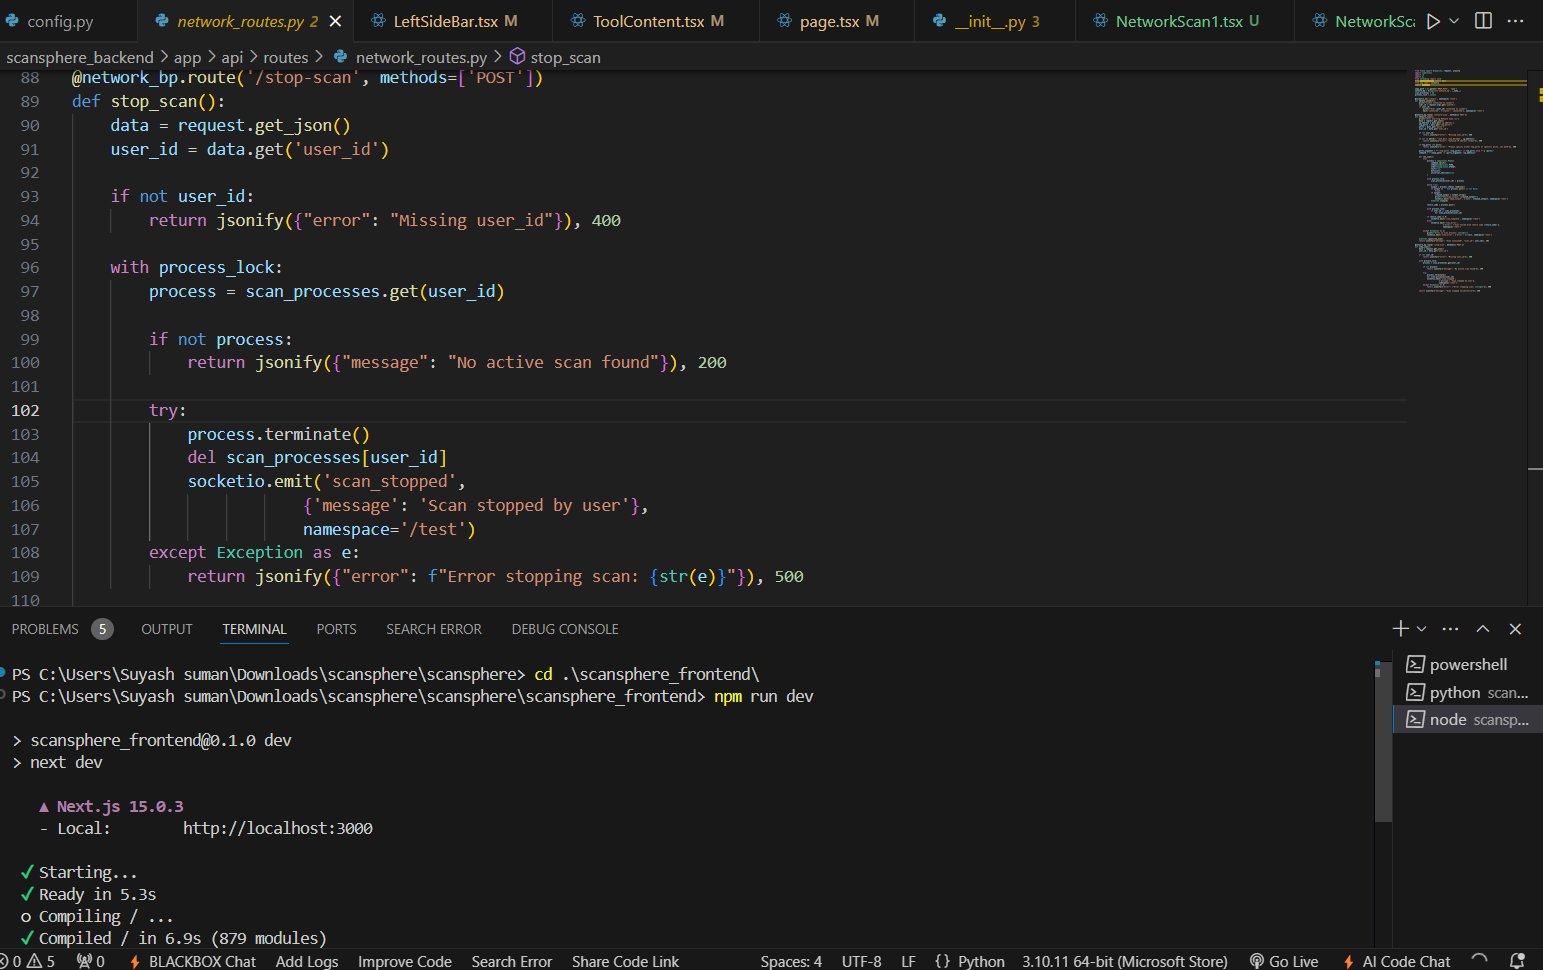 config.py
network_routes.py 2
LeftSideBar.tsx M
ToolContent.tsx M
page.tsx M
__init__.py 3
NetworkScan1.tsx U
NetworkSc
scansphere_backend > app > api > routes > network_routes.py > stop_scan
88 @network_bp.route('/stop-scan', methods=['POST'])
89 def stop_scan():
90     data = request.get_json()
91     user_id = data.get('user_id')
92
93     if not user_id:
94         return jsonify({"error": "Missing user_id"}), 400
95
96     with process_lock:
97         process = scan_processes.get(user_id)
98
99         if not process:
100             return jsonify({"message": "No active scan found"}), 200
101
102         try:
103             process.terminate()
104             del scan_processes[user_id]
105             socketio.emit('scan_stopped',
106                         {'message': 'Scan stopped by user'},
107                         namespace='/test')
108         except Exception as e:
109             return jsonify({"error": f"Error stopping scan: {str(e)}"}), 500
110
PROBLEMS 5 OUTPUT TERMINAL PORTS SEARCH ERROR DEBUG CONSOLE
PS C:\Users\Suyash suman\Downloads\scansphere\scansphere> cd .\scansphere_frontend\
PS C:\Users\Suyash suman\Downloads\scansphere\scansphere\scansphere_frontend> npm run dev
> scansphere_frontend@0.1.0 dev
> next dev
▲ Next.js 15.0.3
- Local:        http://localhost:3000
✓ Starting...
✓ Ready in 5.3s
○ Compiling / ...
✓ Compiled / in 6.9s (879 modules)
powershell
python scan...
node scansp...
0 5 0 BLACKBOX Chat Add Logs Improve Code Search Error Share Code Link Spaces: 4 UTF-8 LF {} Python 3.10.11 64-bit (Microsoft Store) Go Live AI Code Chat